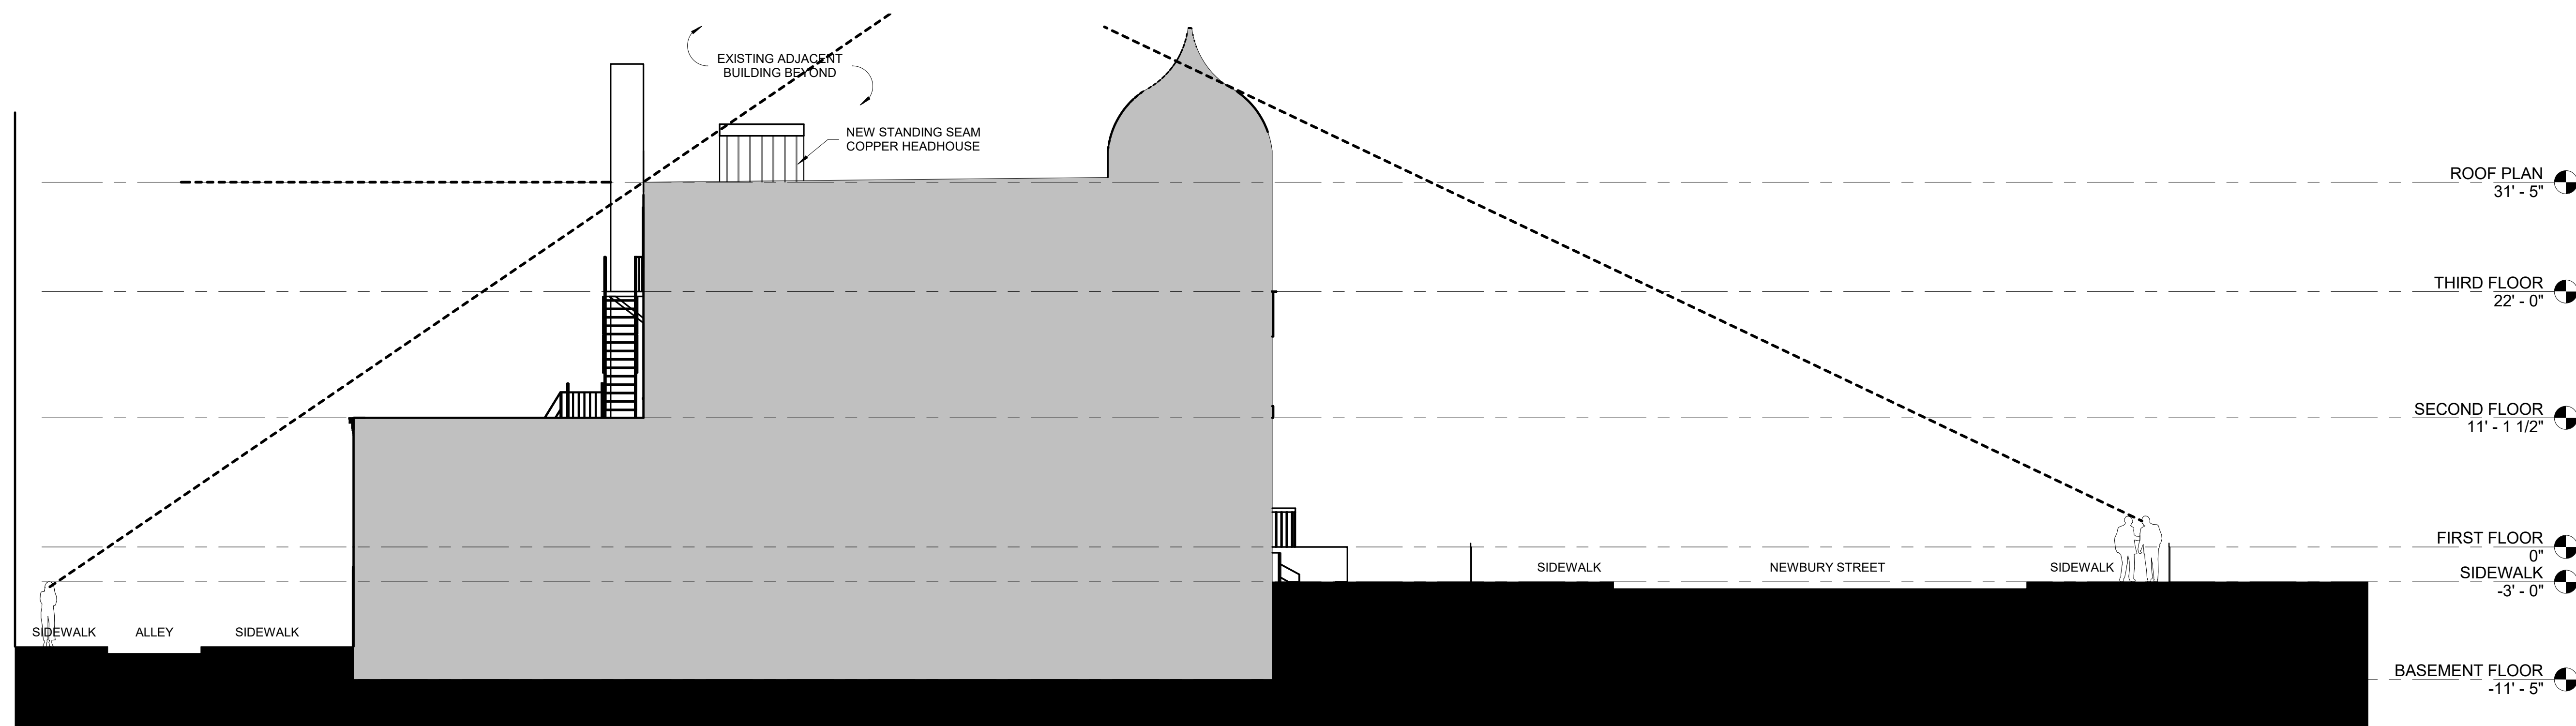 EXISTING ADJACENT
BUILDING BEYOND
NEW STANDING SEAM
COPPER HEADHOUSE
ROOF PLAN
31' - 5"
THIRD FLOOR
22' - 0"
SECOND FLOOR
11' - 1 1/2"
FIRST FLOOR
0"
SIDEWALK
NEWBURY STREET
SIDEWALK
SIDEWALK
-3' - 0"
SIDEWALK
ALLEY
SIDEWALK
BASEMENT FLOOR
-11' - 5"